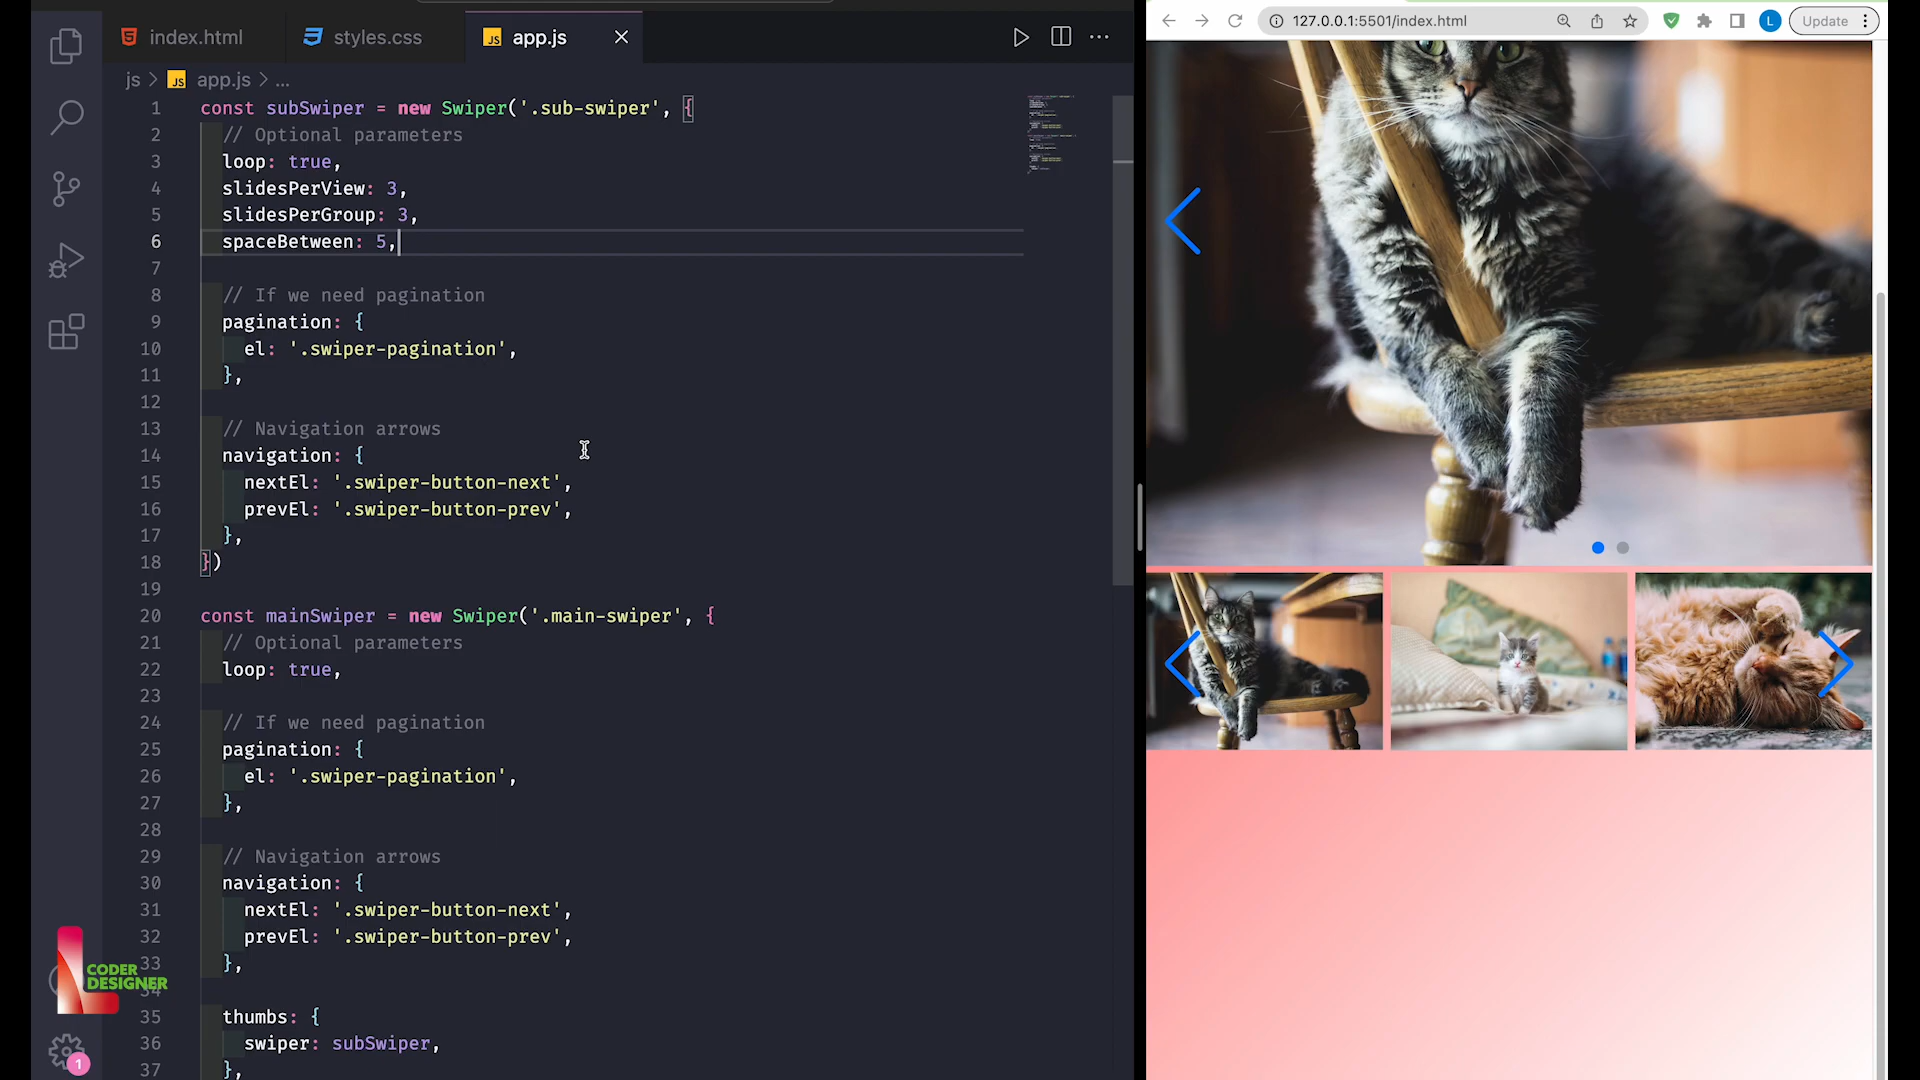 index.html
styles.css
app.js
js > app.js > ...
1 const subSwiper = new Swiper('.sub-swiper', {
2 // Optional parameters
3 loop: true,
4 slidesPerView: 3,
5 slidesPerGroup: 3,
6 spaceBetween: 5,
7
8 // If we need pagination
9 pagination: {
10 el: '.swiper-pagination',
11 },
12
13 // Navigation arrows
14 navigation: {
15 nextEl: '.swiper-button-next',
16 prevEl: '.swiper-button-prev',
17 },
18 })
19
20 const mainSwiper = new Swiper('.main-swiper', {
21 // Optional parameters
22 loop: true,
23
24 // If we need pagination
25 pagination: {
26 el: '.swiper-pagination',
27 },
28
29 // Navigation arrows
30 navigation: {
31 nextEl: '.swiper-button-next',
32 prevEl: '.swiper-button-prev',
33 },
34
35 thumbs: {
36 swiper: subSwiper,
37 },
CODER
DESIGNER
1
127.0.0.1:5501/index.html
L
Update